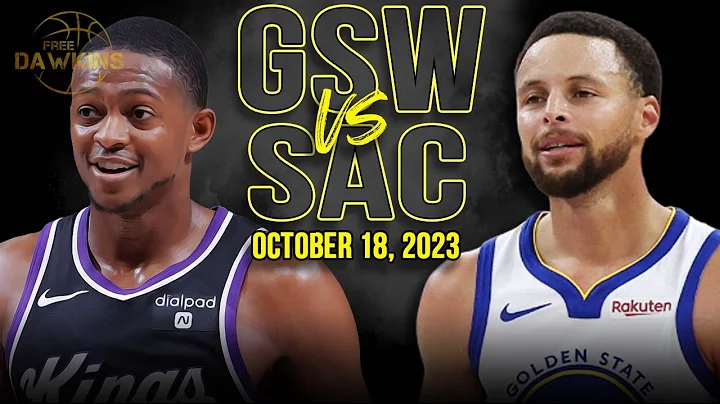 FREE
DAWKINS
GSW
VS
SAC
OCTOBER 18, 2023
dialpad
Rakuten
GOLDEN STATE
Kings